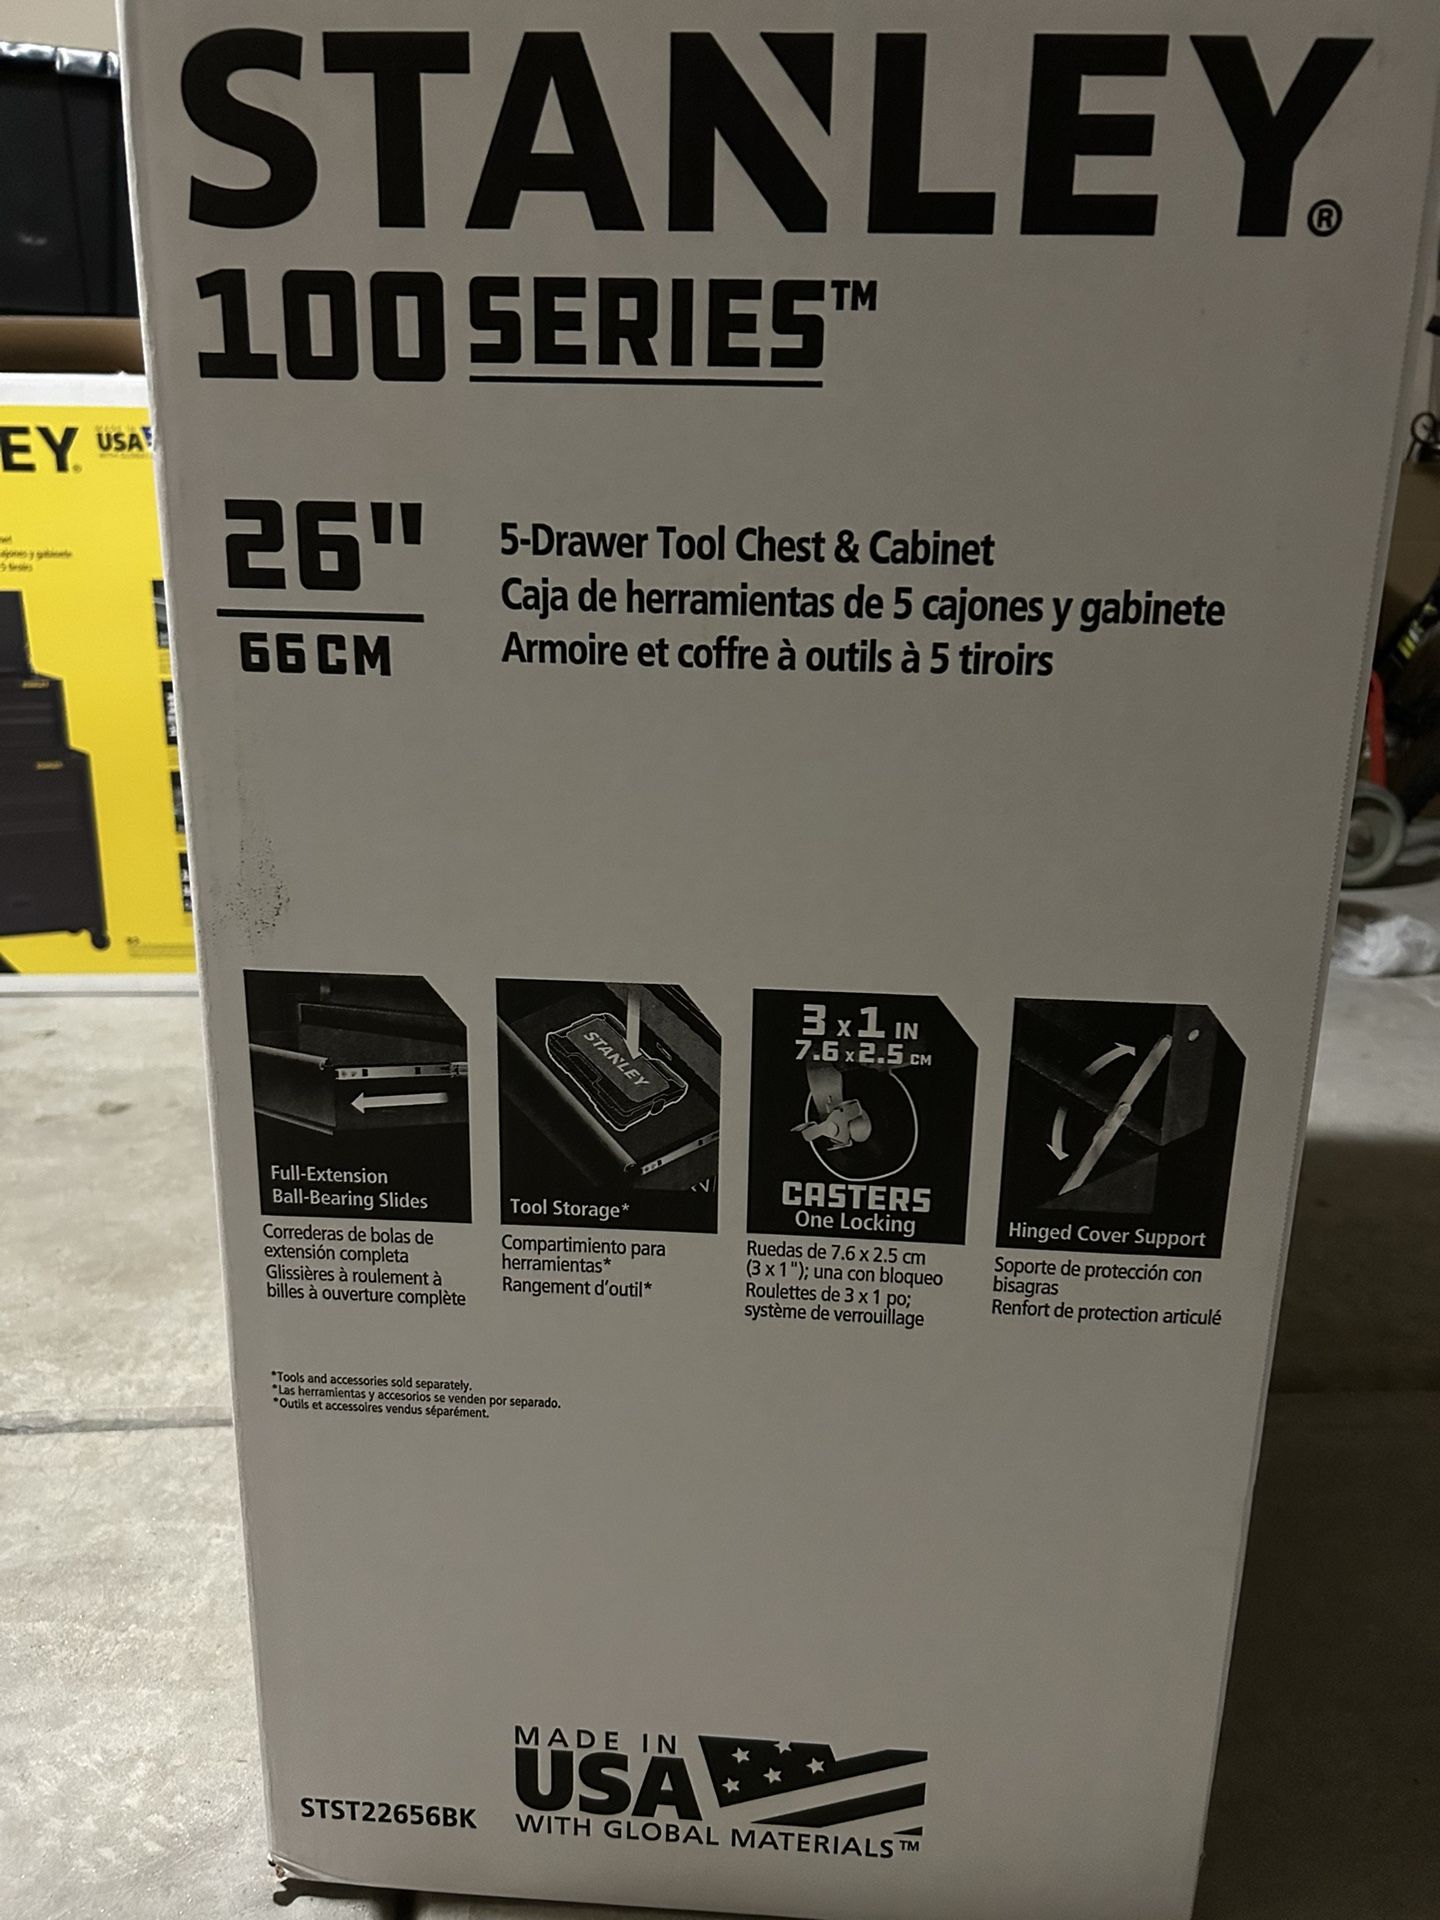 STANLEY®
100 SERIES™
26"
66 CM
5-Drawer Tool Chest & Cabinet
Caja de herramientas de 5 cajones y gabinete
Armoire et coffre à outils à 5 tiroirs
EY
USA
Full-Extension
Ball-Bearing Slides
Correderas de bolas de
extensión completa
Glissières à roulement à
billes à ouverture complète
STANLEY
Tool Storage*
Compartimiento para
herramientas*
Rangement d'outil*
3 x 1 IN
7.6 x 2.5 CM
CASTERS
One Locking
Ruedas de 7.6 x 2.5 cm
(3 x 1"); una con bloqueo
Roulettes de 3 x 1 po;
système de verrouillage
Hinged Cover Support
Soporte de protección con
bisagras
Renfort de protection articulé
*Tools and accessories sold separately.
*Las herramientas y accesorios se venden por separado.
*Outils et accessoires vendus séparément.
STST22656BK
MADE IN
USA
WITH GLOBAL MATERIALS™